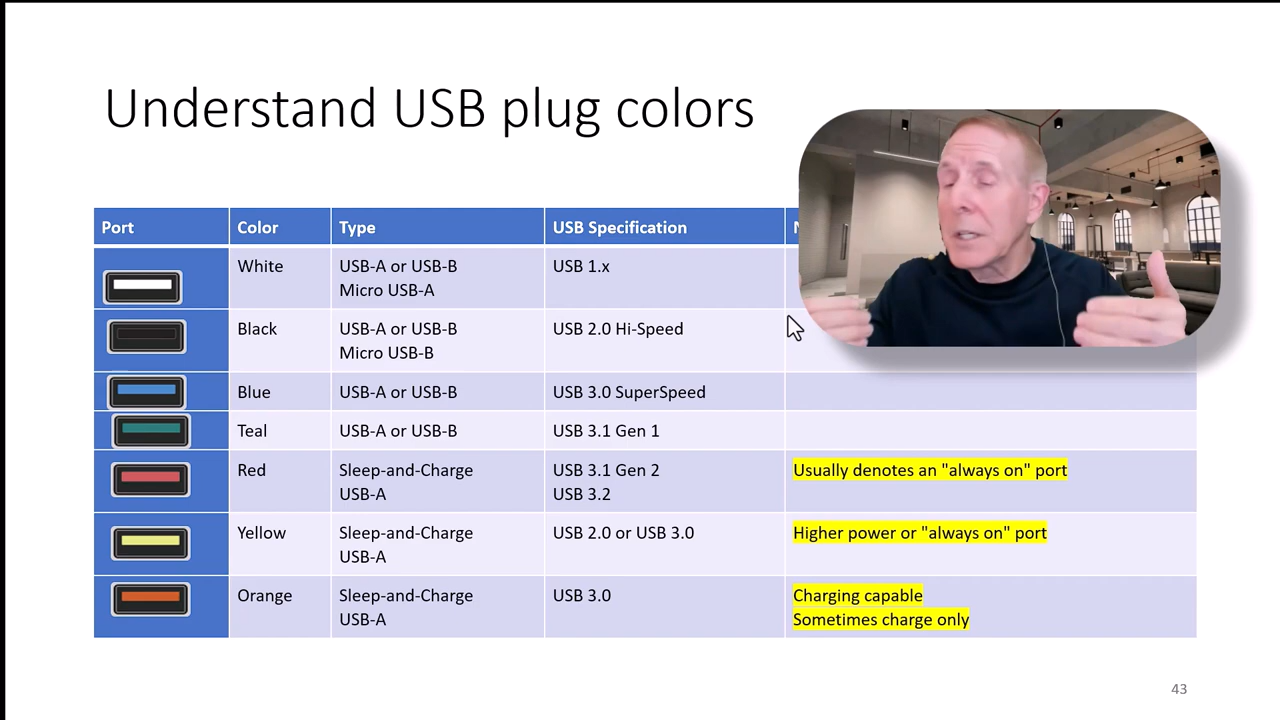 Understand USB plug colors
Port Color Type USB Specification
White USB-A or USB-B USB 1.x
Micro USB-A
Black USB-A or USB-B USB 2.0 Hi-Speed
Micro USB-B
Blue USB-A or USB-B USB 3.0 SuperSpeed
Teal USB-A or USB-B USB 3.1 Gen 1
Red Sleep-and-Charge USB 3.1 Gen 2 Usually denotes an "always on" port
USB-A USB 3.2
Yellow Sleep-and-Charge USB 2.0 or USB 3.0 Higher power or "always on" port
USB-A
Orange Sleep-and-Charge USB 3.0 Charging capable
USB-A Sometimes charge only
43